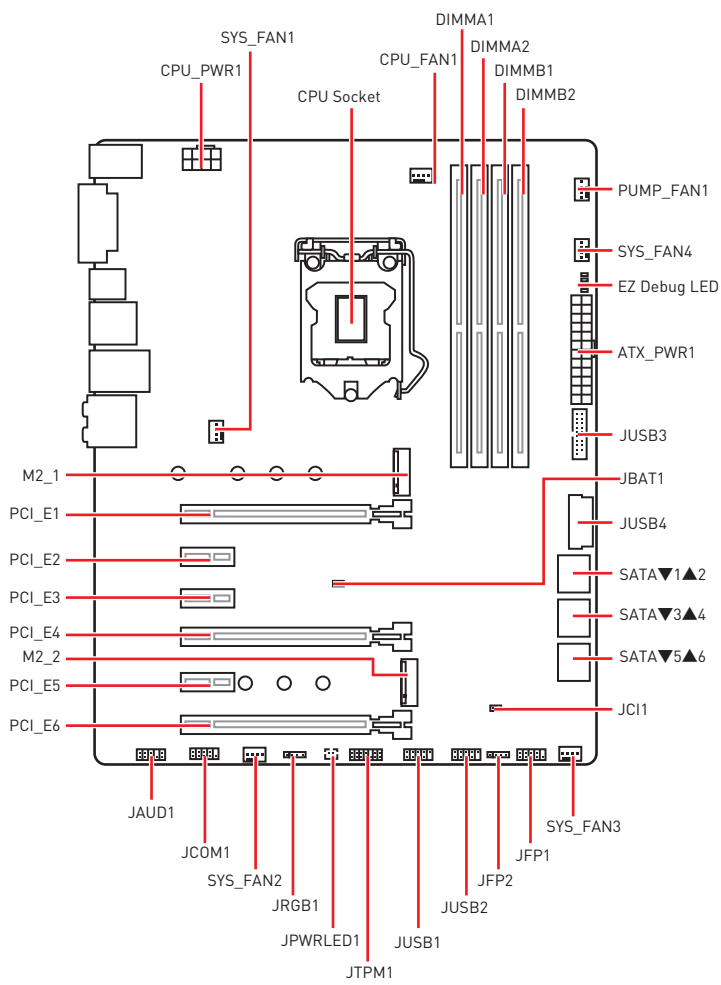 DIMMA1
SYS_FAN1
DIMMA2
CPU_FAN1
CPU_PWR1
DIMMB1
CPU Socket
DIMMB2
PUMP_FAN1
SYS_FAN4
EZ Debug LED
ATX_PWR1
JUSB3
M2_1
JBAT1
PCI_E1
JUSB4
PCI_E2
SATA▼1▲2
PCI_E3
SATA▼3▲4
PCI_E4
M2_2
SATA▼5▲6
PCI_E5
JCI1
PCI_E6
JAUD1
SYS_FAN3
JCOM1
JFP1
SYS_FAN2
JFP2
JRGB1
JUSB2
JPWRLED1
JUSB1
JTPM1